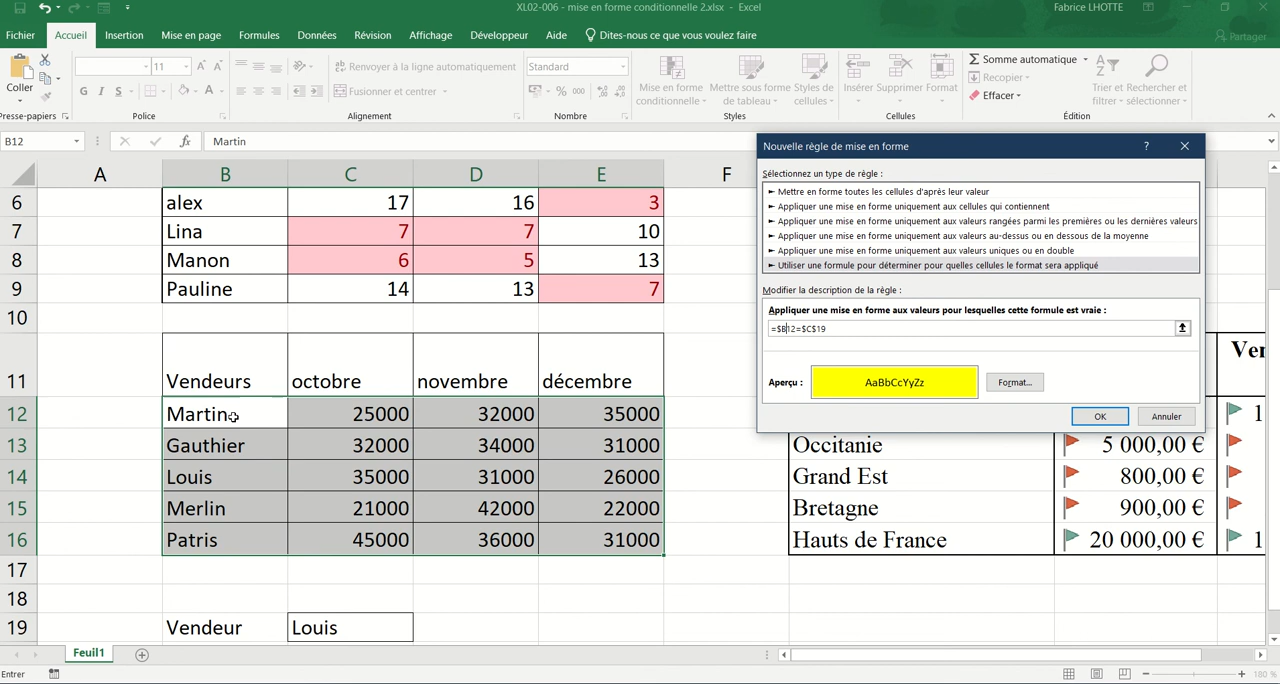 XL02-006 - mise en forme conditionnelle 2.xlsx - Excel
Fabrice LHOTTE
Fichier Accueil Insertion Mise en page Formules Données Révision Affichage Développeur Aide Dites-nous ce que vous voulez faire
Partager
Coller
11
Renvoyer à la ligne automatiquement
Standard
Fusionner et centrer
G I S
% 000
Mise en forme conditionnelle
Mettre sous forme de tableau
Styles de cellules
Insérer Supprimer Format
Somme automatique
Recopier
Effacer
Trier et filtrer
Rechercher et sélectionner
Presse-papiers Police Alignement Nombre Styles Cellules Édition
B12 fx Martin
A B C D E F
6 alex 17 16 3
7 Lina 7 7 10
8 Manon 6 5 13
9 Pauline 14 13 7
10
11 Vendeurs octobre novembre décembre
12 Martin 25000 32000 35000
13 Gauthier 32000 34000 31000
14 Louis 35000 31000 26000
15 Merlin 21000 42000 22000
16 Patris 45000 36000 31000
17
18
19 Vendeur Louis
Nouvelle règle de mise en forme ?
Sélectionnez un type de règle :
► Mettre en forme toutes les cellules d'après leur valeur
► Appliquer une mise en forme uniquement aux cellules qui contiennent
► Appliquer une mise en forme uniquement aux valeurs rangées parmi les premières ou les dernières valeurs
► Appliquer une mise en forme uniquement aux valeurs au-dessus ou en dessous de la moyenne
► Appliquer une mise en forme uniquement aux valeurs uniques ou en double
► Utiliser une formule pour déterminer pour quelles cellules le format sera appliqué
Modifier la description de la règle :
Appliquer une mise en forme aux valeurs pour lesquelles cette formule est vraie :
=$B12=$C$19
Aperçu : AaBbCcYyZz Format...
OK Annuler
Ven
1
Occitanie 5 000,00 €
Grand Est 800,00 €
Bretagne 900,00 €
Hauts de France 20 000,00 € 1
Feuil1
Entrer
180 %